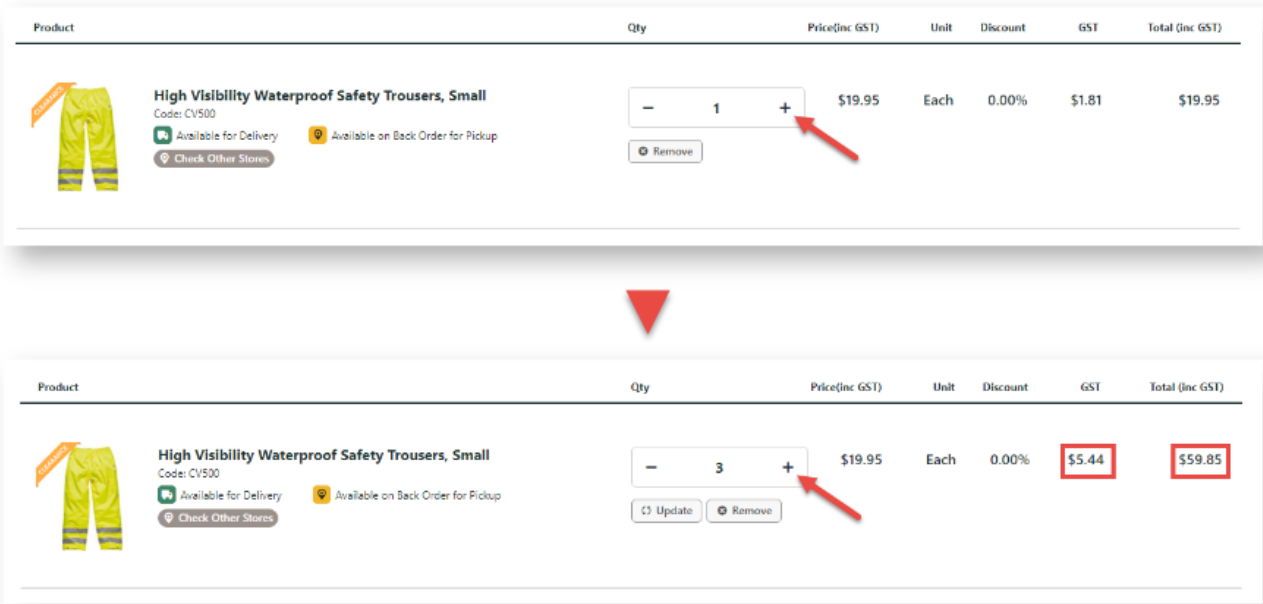 Product Qty Price(inc GST) Unit Discount GST Total (inc GST)
CLEARANCE
High Visibility Waterproof Safety Trousers, Small
Code: CV500
− 1 + $19.95 Each 0.00% $1.81 $19.95
Available for Delivery Available on Back Order for Pickup
Check Other Stores
Remove
Product Qty Price(inc GST) Unit Discount GST Total (inc GST)
CLEARANCE
High Visibility Waterproof Safety Trousers, Small
Code: CV500
− 3 + $19.95 Each 0.00% $5.44 $59.85
Available for Delivery Available on Back Order for Pickup
Check Other Stores
Update Remove